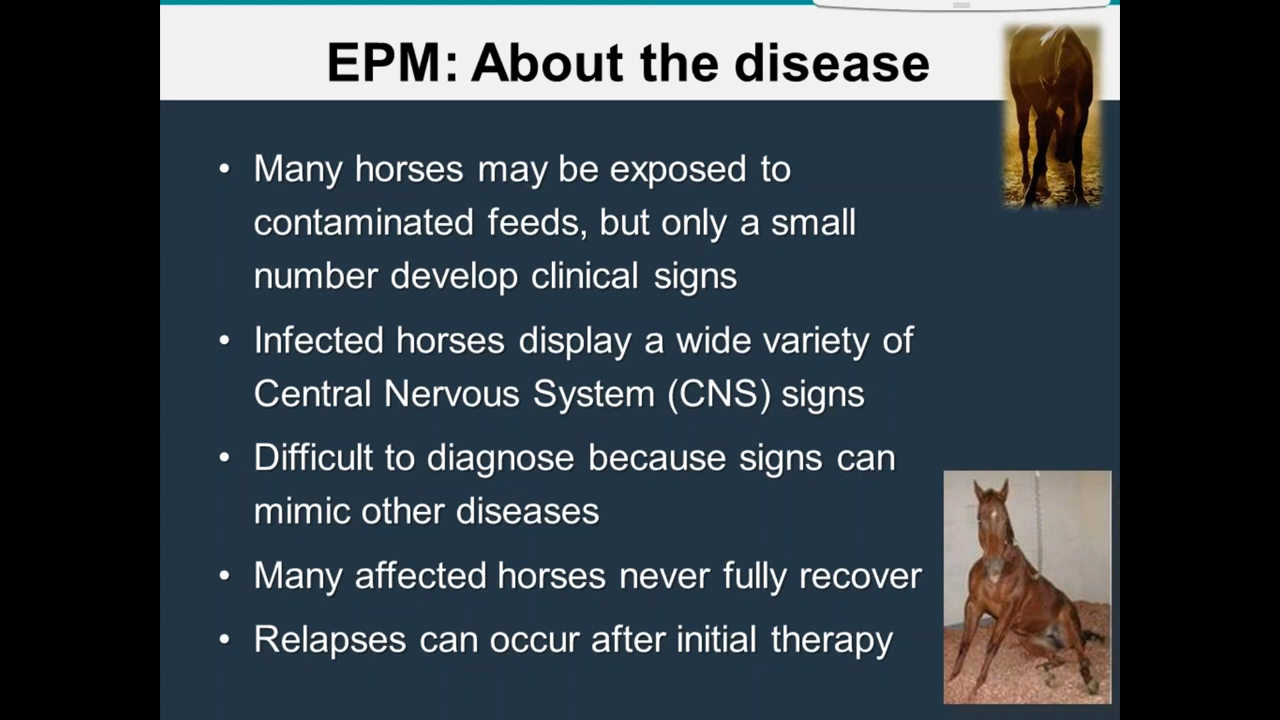 EPM: About the disease
• Many horses may be exposed to
contaminated feeds, but only a small
number develop clinical signs
• Infected horses display a wide variety of
Central Nervous System (CNS) signs
• Difficult to diagnose because signs can
mimic other diseases
• Many affected horses never fully recover
• Relapses can occur after initial therapy